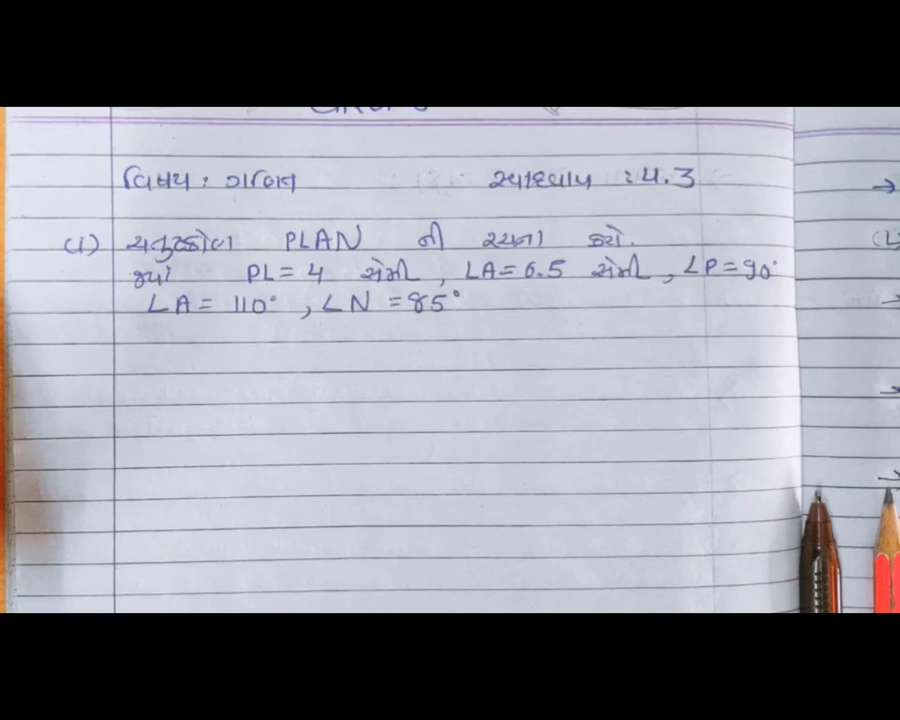 વિષય : ગણિત સ્વાધ્યાય : 4.3
(1) ચતુષ્કોણ PLAN ની રચના કરો.
જ્યાં PL = 4 સેમી , LA = 6.5 સેમી , ∠P = 90°
∠A = 110° , ∠N = 85°